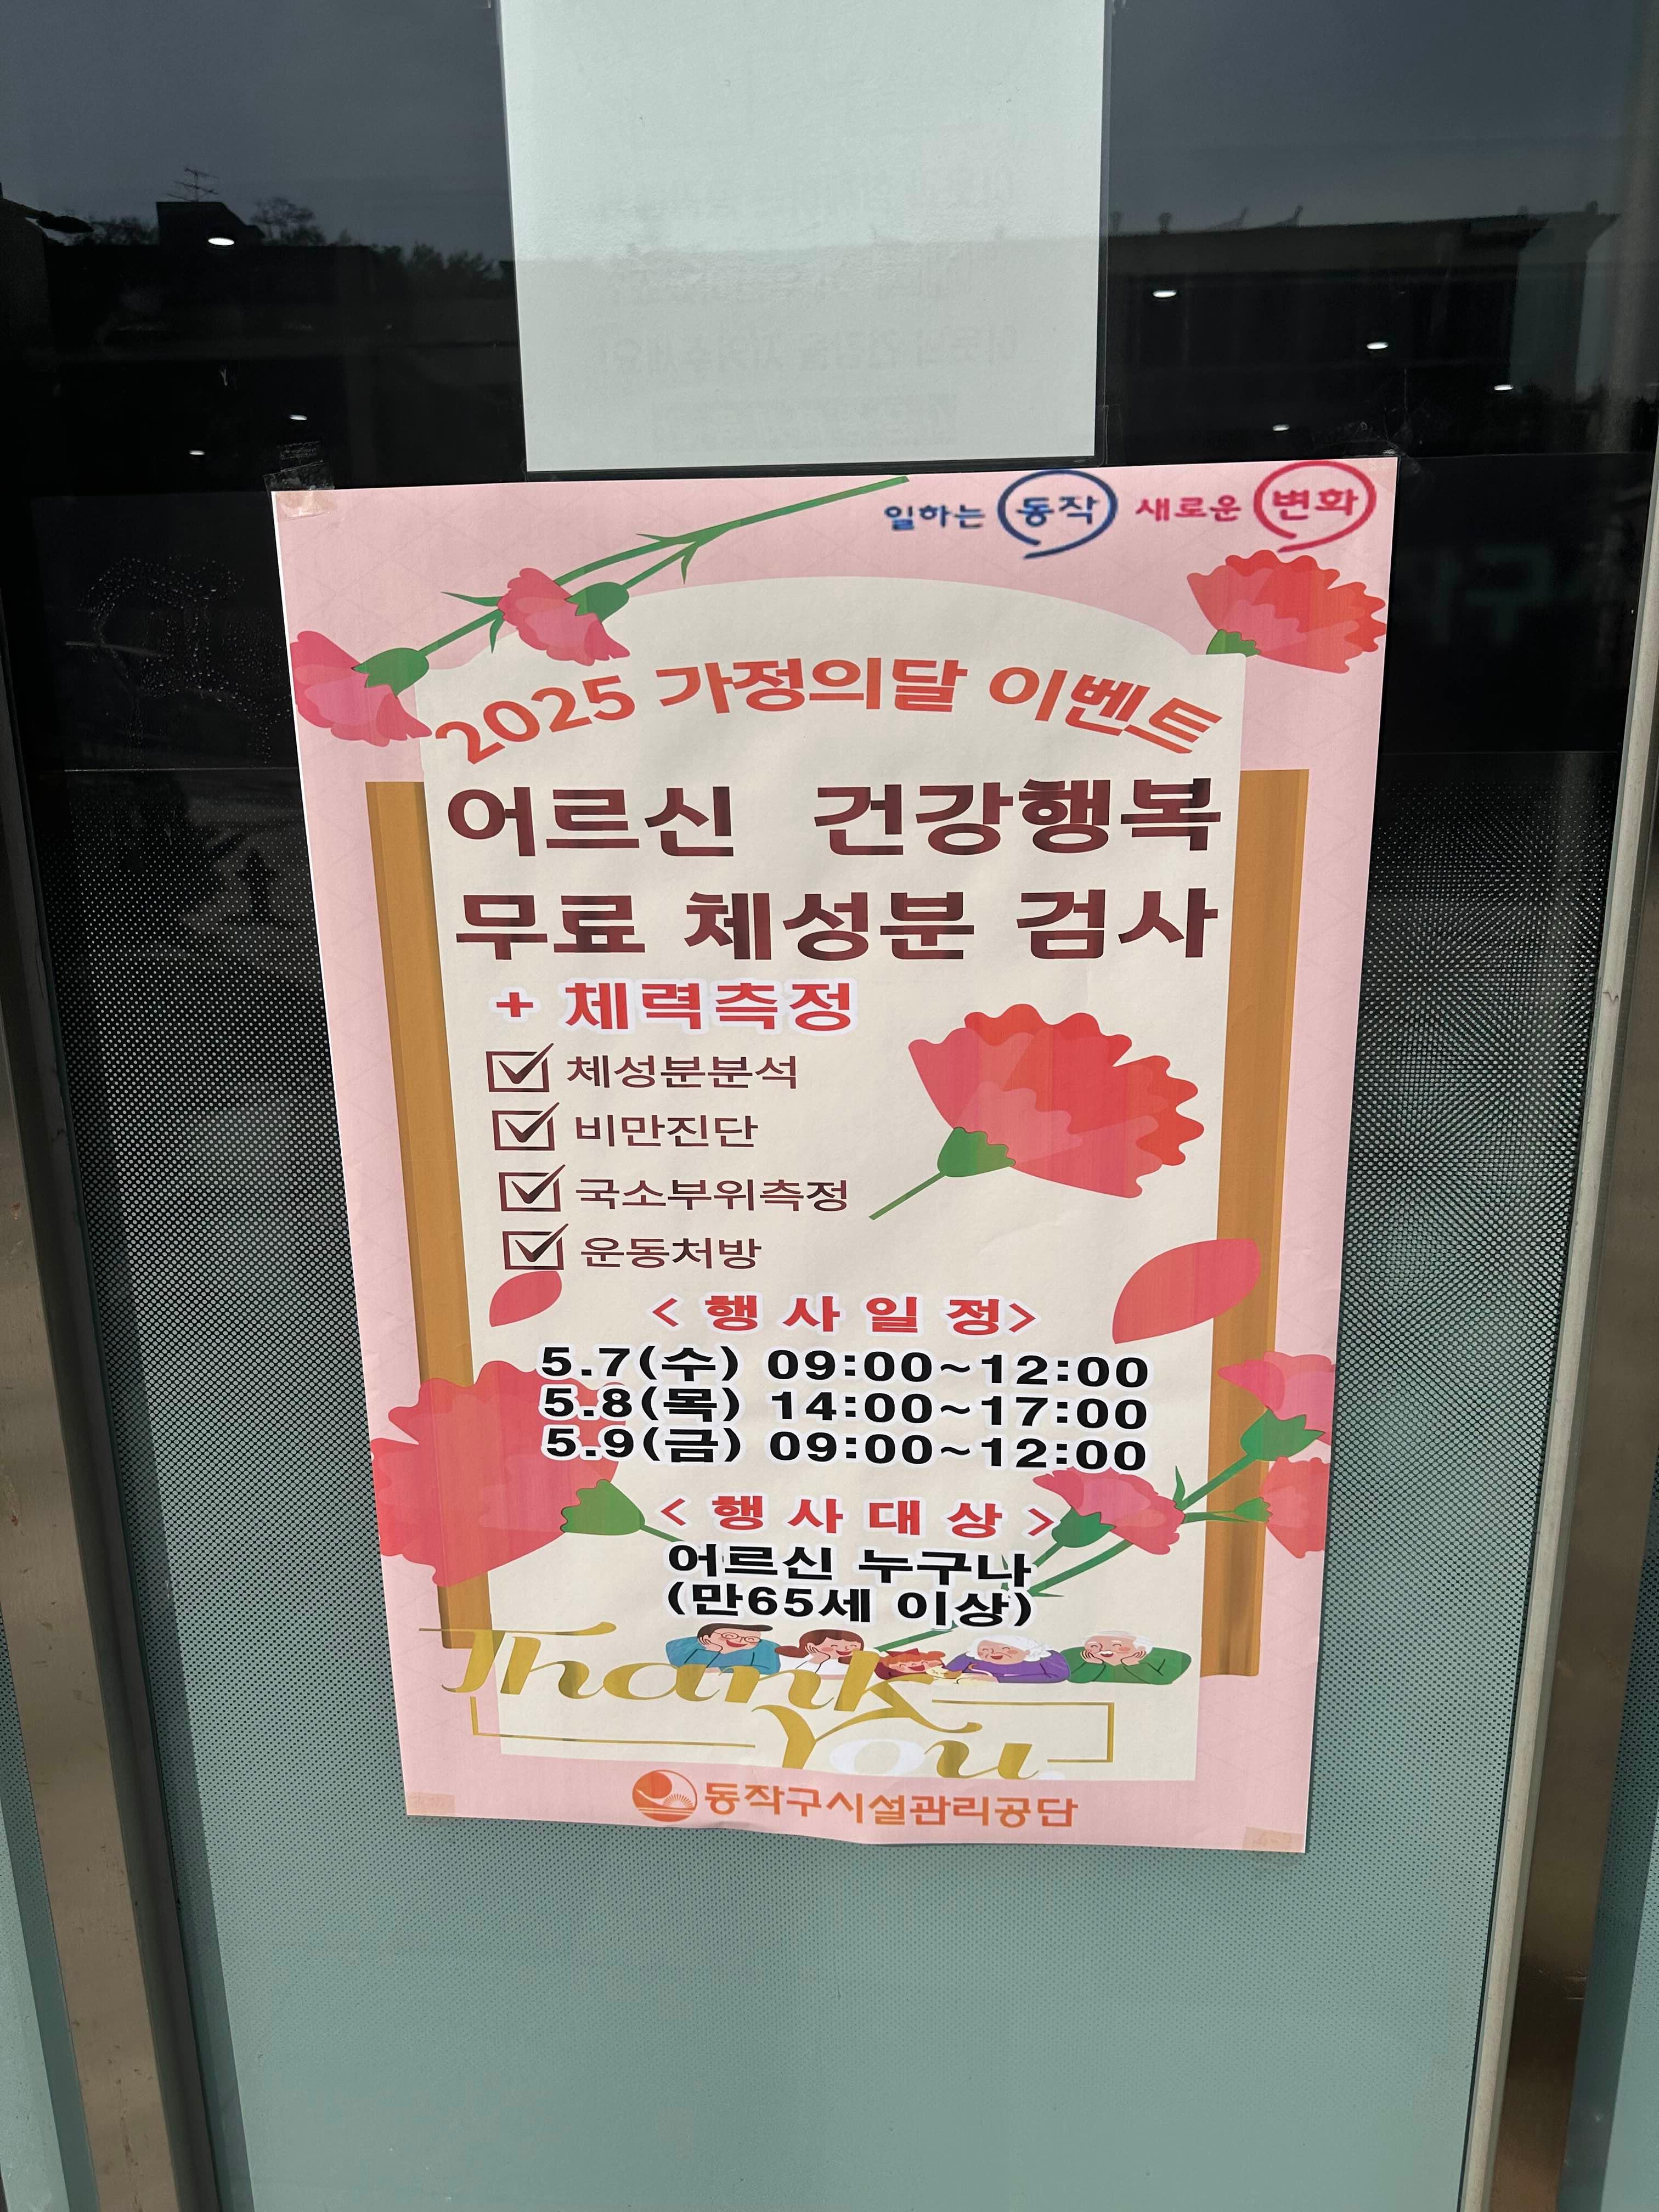 일하는 동작 새로운 변화
2025 가정의달 이벤트
어르신 건강행복
무료 체성분 검사
+ 체력측정
체성분분석
비만진단
국소부위측정
운동처방
< 행 사 일 정>
5.7(수) 09:00~12:00
5.8(목) 14:00~17:00
5.9(금) 09:00~12:00
< 행 사 대 상 >
어르신 누구나
(만65세 이상)
Thank
You
동작구시설관리공단